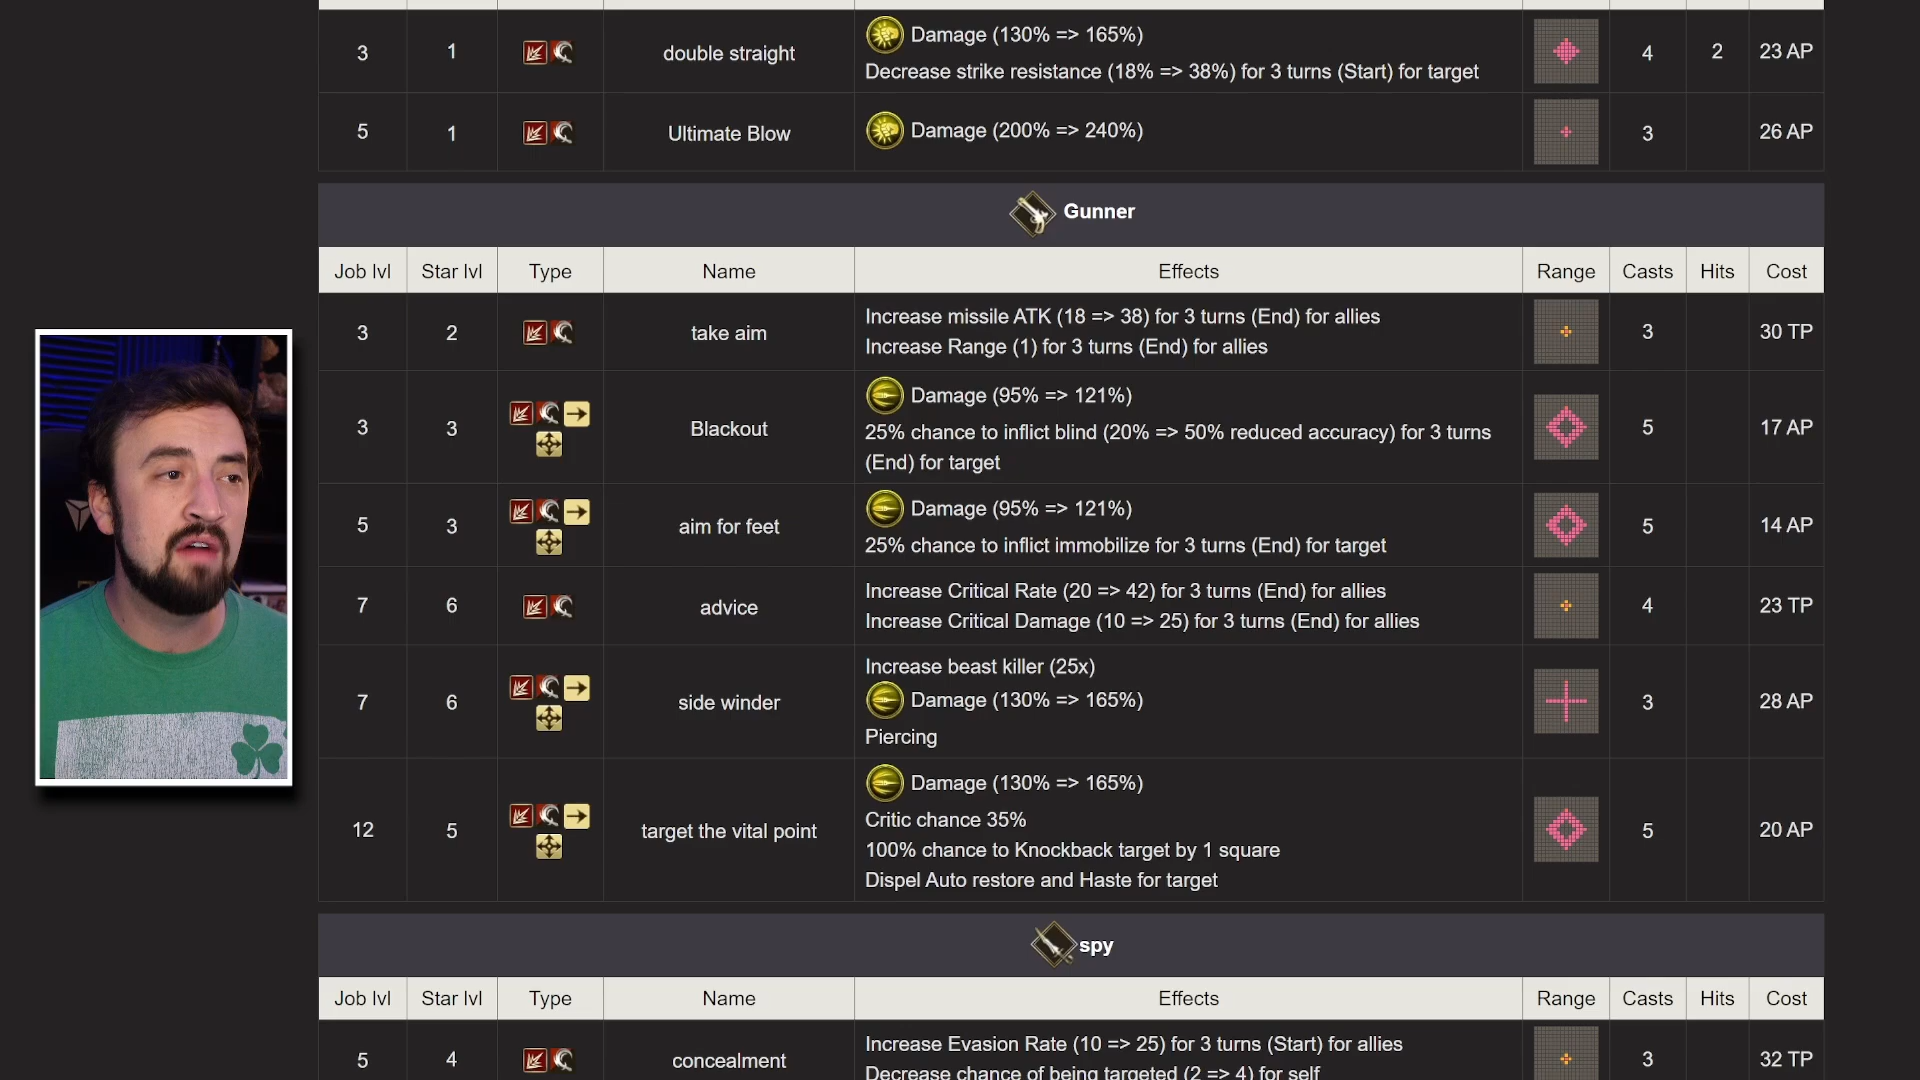 3 1 double straight Damage (130% => 165%) 4 2 23 AP
Decrease strike resistance (18% => 38%) for 3 turns (Start) for target
5 1 Ultimate Blow Damage (200% => 240%) 3 26 AP
Gunner
Job lvl Star lvl Type Name Effects Range Casts Hits Cost
3 2 take aim Increase missile ATK (18 => 38) for 3 turns (End) for allies 3 30 TP
Increase Range (1) for 3 turns (End) for allies
3 3 Blackout Damage (95% => 121%) 5 17 AP
25% chance to inflict blind (20% => 50% reduced accuracy) for 3 turns
(End) for target
5 3 aim for feet Damage (95% => 121%) 5 14 AP
25% chance to inflict immobilize for 3 turns (End) for target
7 6 advice Increase Critical Rate (20 => 42) for 3 turns (End) for allies 4 23 TP
Increase Critical Damage (10 => 25) for 3 turns (End) for allies
7 6 side winder Increase beast killer (25x) 3 28 AP
Damage (130% => 165%)
Piercing
12 5 target the vital point Damage (130% => 165%) 5 20 AP
Critic chance 35%
100% chance to Knockback target by 1 square
Dispel Auto restore and Haste for target
spy
Job lvl Star lvl Type Name Effects Range Casts Hits Cost
5 4 concealment Increase Evasion Rate (10 => 25) for 3 turns (Start) for allies 3 32 TP
Decrease chance of being targeted (2 => 4) for self